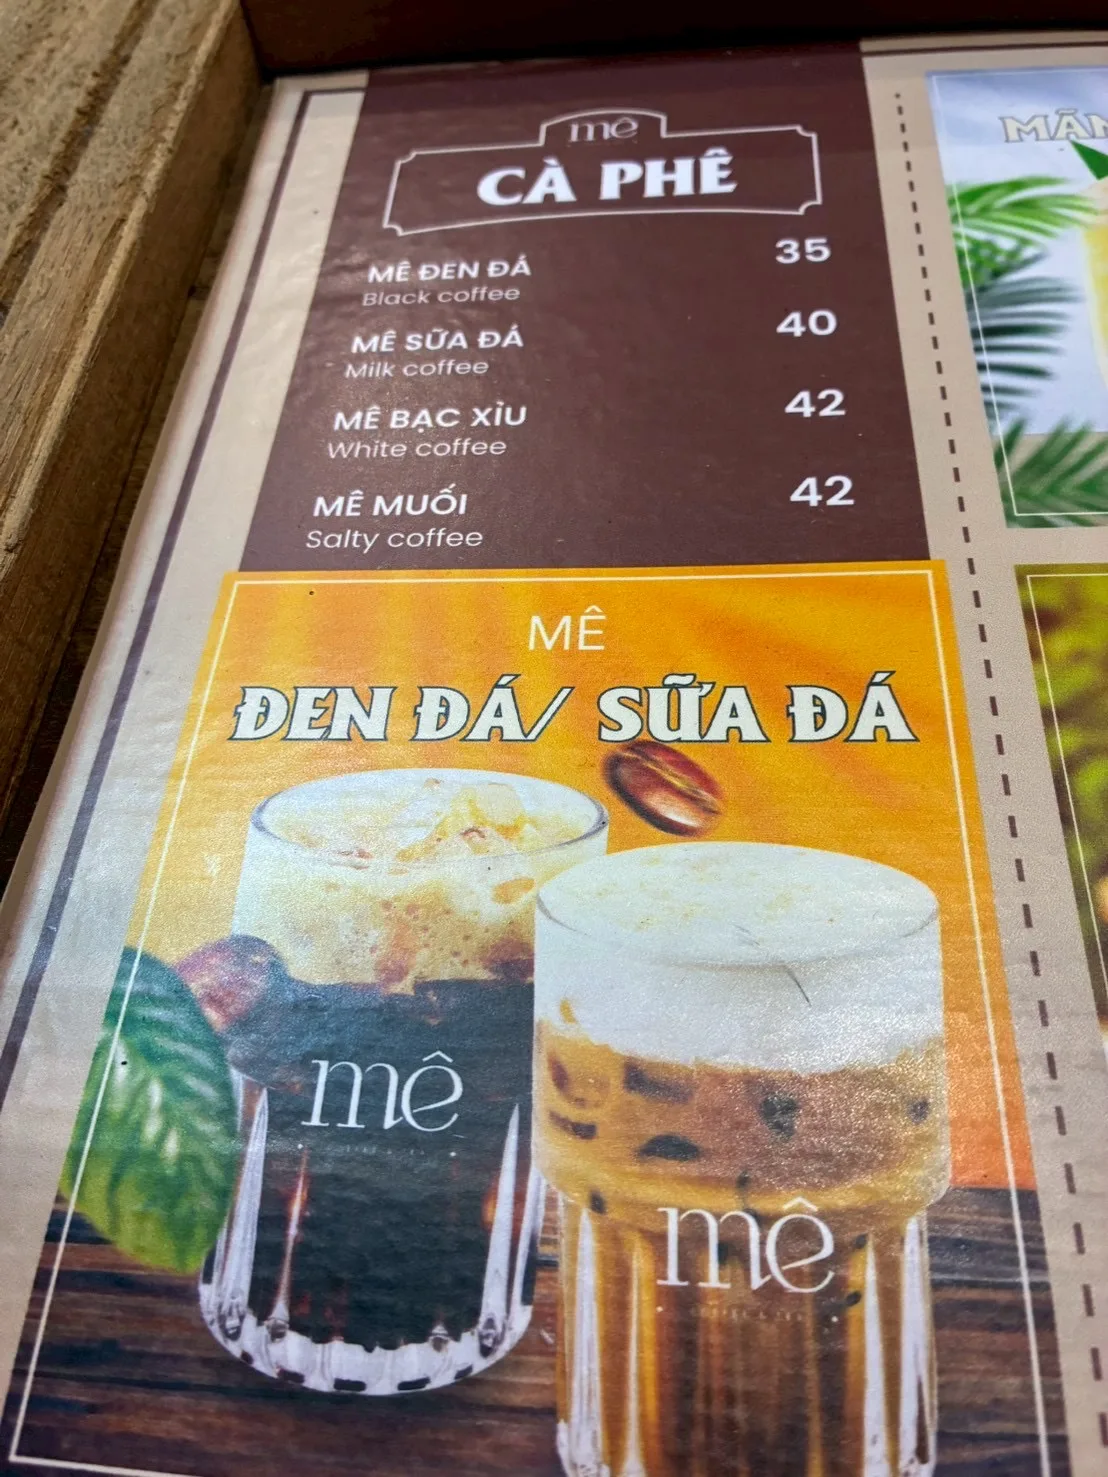 mê
CÀ PHÊ
MÊ ĐEN ĐÁ 35
Black coffee
MÊ SỮA ĐÁ 40
Milk coffee
MÊ BẠC XỈU 42
White coffee
MÊ MUỐI 42
Salty coffee
MÊ
ĐEN ĐÁ/ SỮA ĐÁ
mê
mê